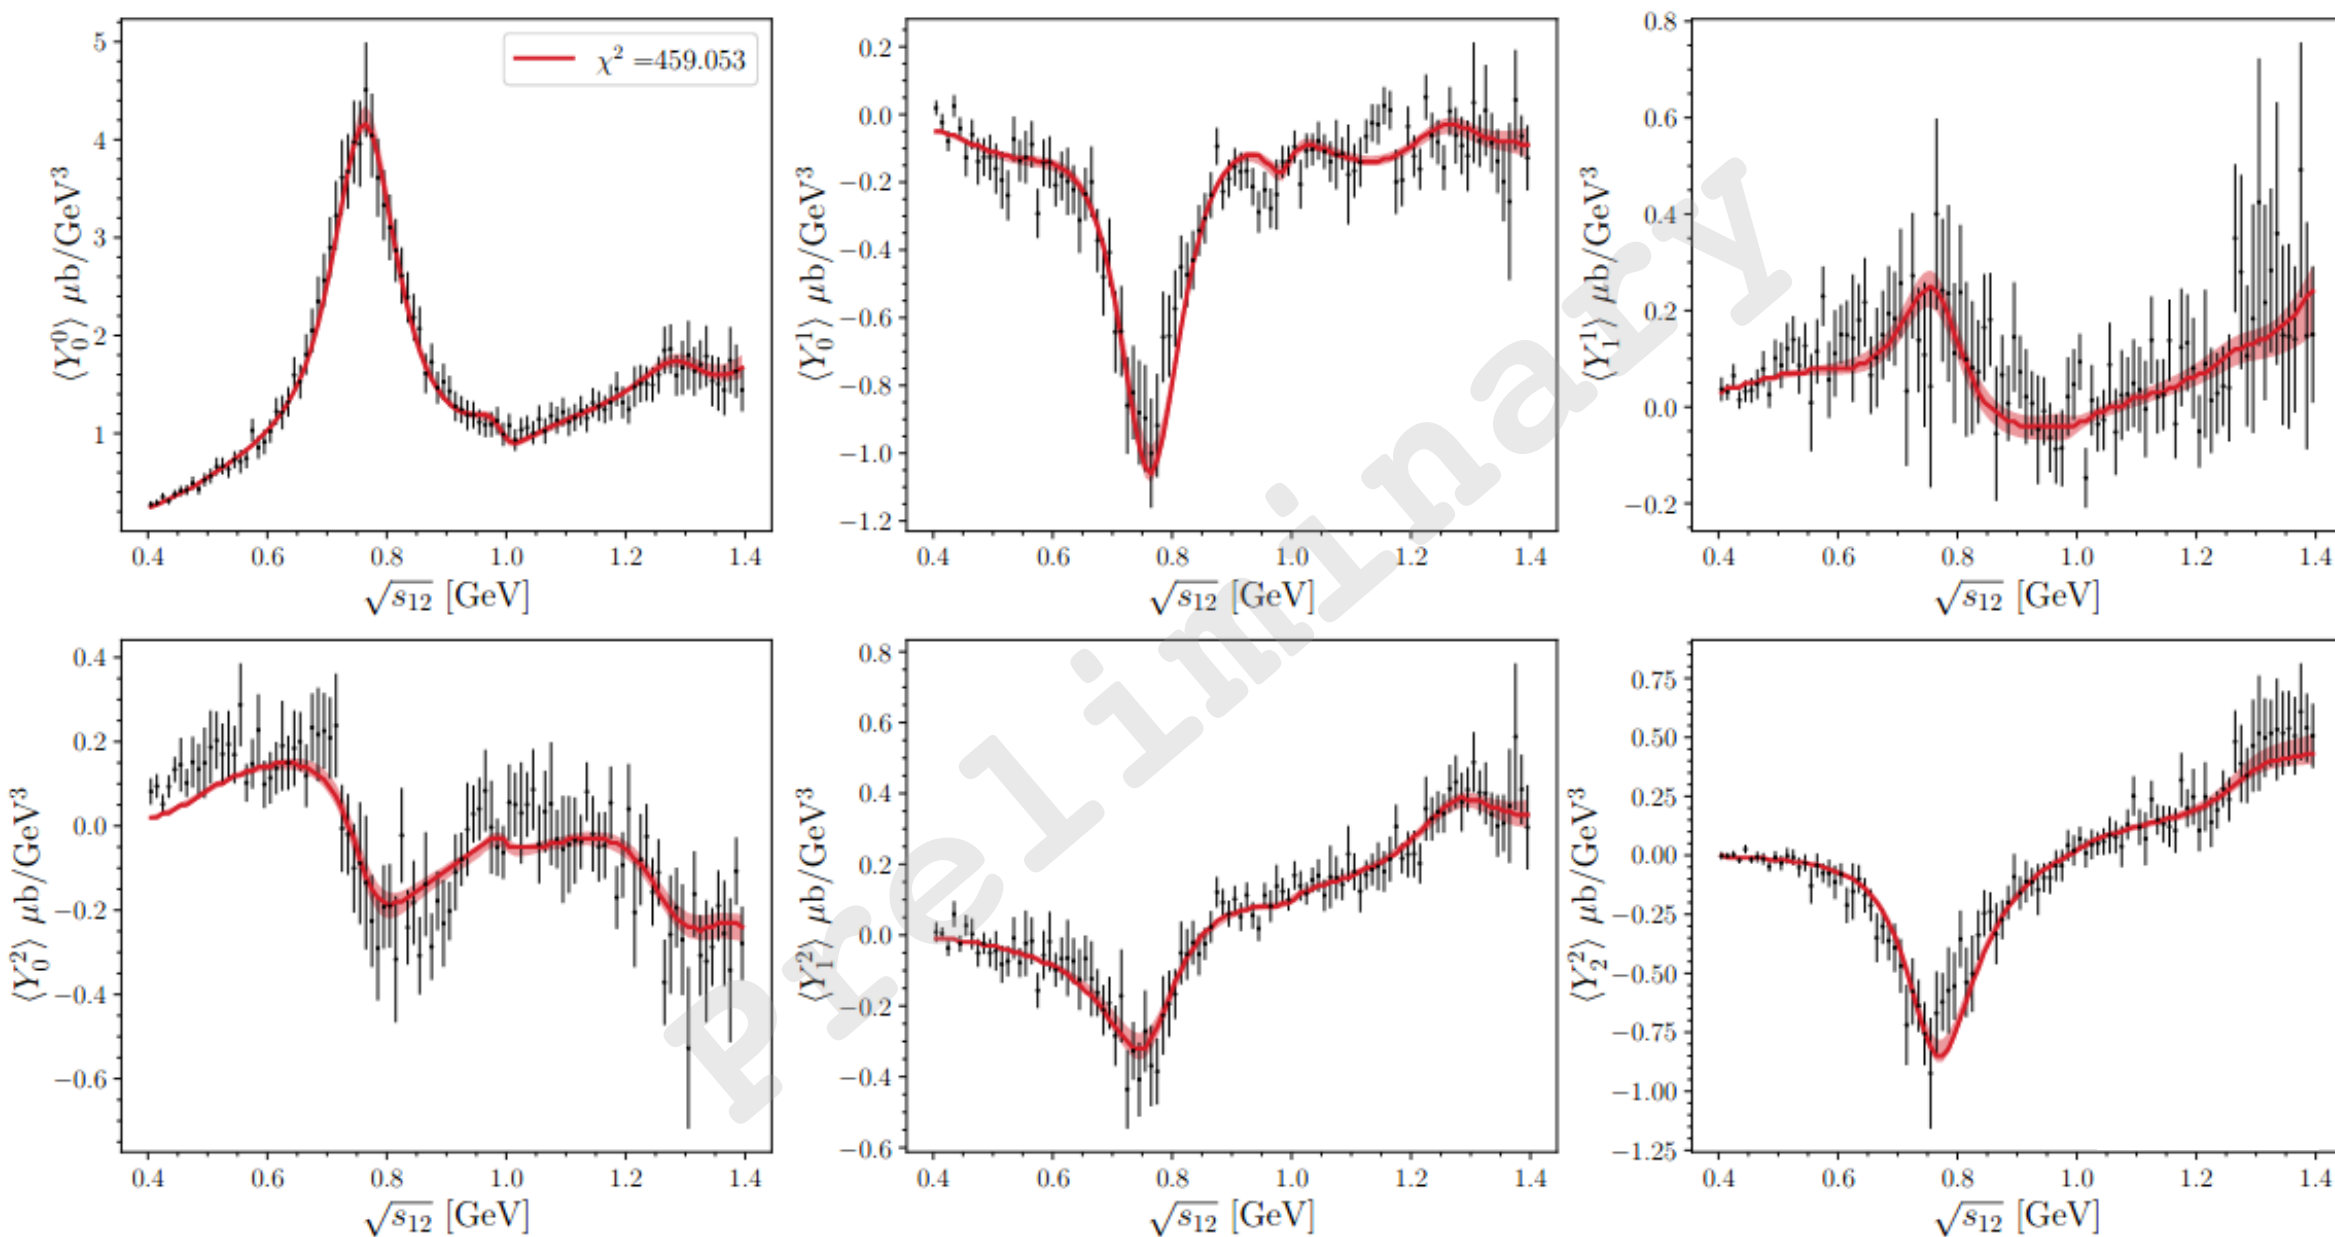 χ² =459.053
⟨Y₀⁰⟩ μb/GeV³
5
4
3
2
1
0.4 0.6 0.8 1.0 1.2 1.4
√s₁₂ [GeV]
⟨Y₀¹⟩ μb/GeV³
0.2
0.0
−0.2
−0.4
−0.6
−0.8
−1.0
−1.2
0.4 0.6 0.8 1.0 1.2 1.4
√s₁₂ [GeV]
⟨Y₁¹⟩ μb/GeV³
0.8
0.6
0.4
0.2
0.0
−0.2
0.4 0.6 0.8 1.0 1.2 1.4
√s₁₂ [GeV]
Preliminary
⟨Y₀²⟩ μb/GeV³
0.4
0.2
0.0
−0.2
−0.4
−0.6
0.4 0.6 0.8 1.0 1.2 1.4
√s₁₂ [GeV]
⟨Y₁²⟩ μb/GeV³
0.8
0.6
0.4
0.2
0.0
−0.2
−0.4
−0.6
0.4 0.6 0.8 1.0 1.2 1.4
√s₁₂ [GeV]
⟨Y₂²⟩ μb/GeV³
0.75
0.50
0.25
0.00
−0.25
−0.50
−0.75
−1.00
−1.25
0.4 0.6 0.8 1.0 1.2 1.4
√s₁₂ [GeV]